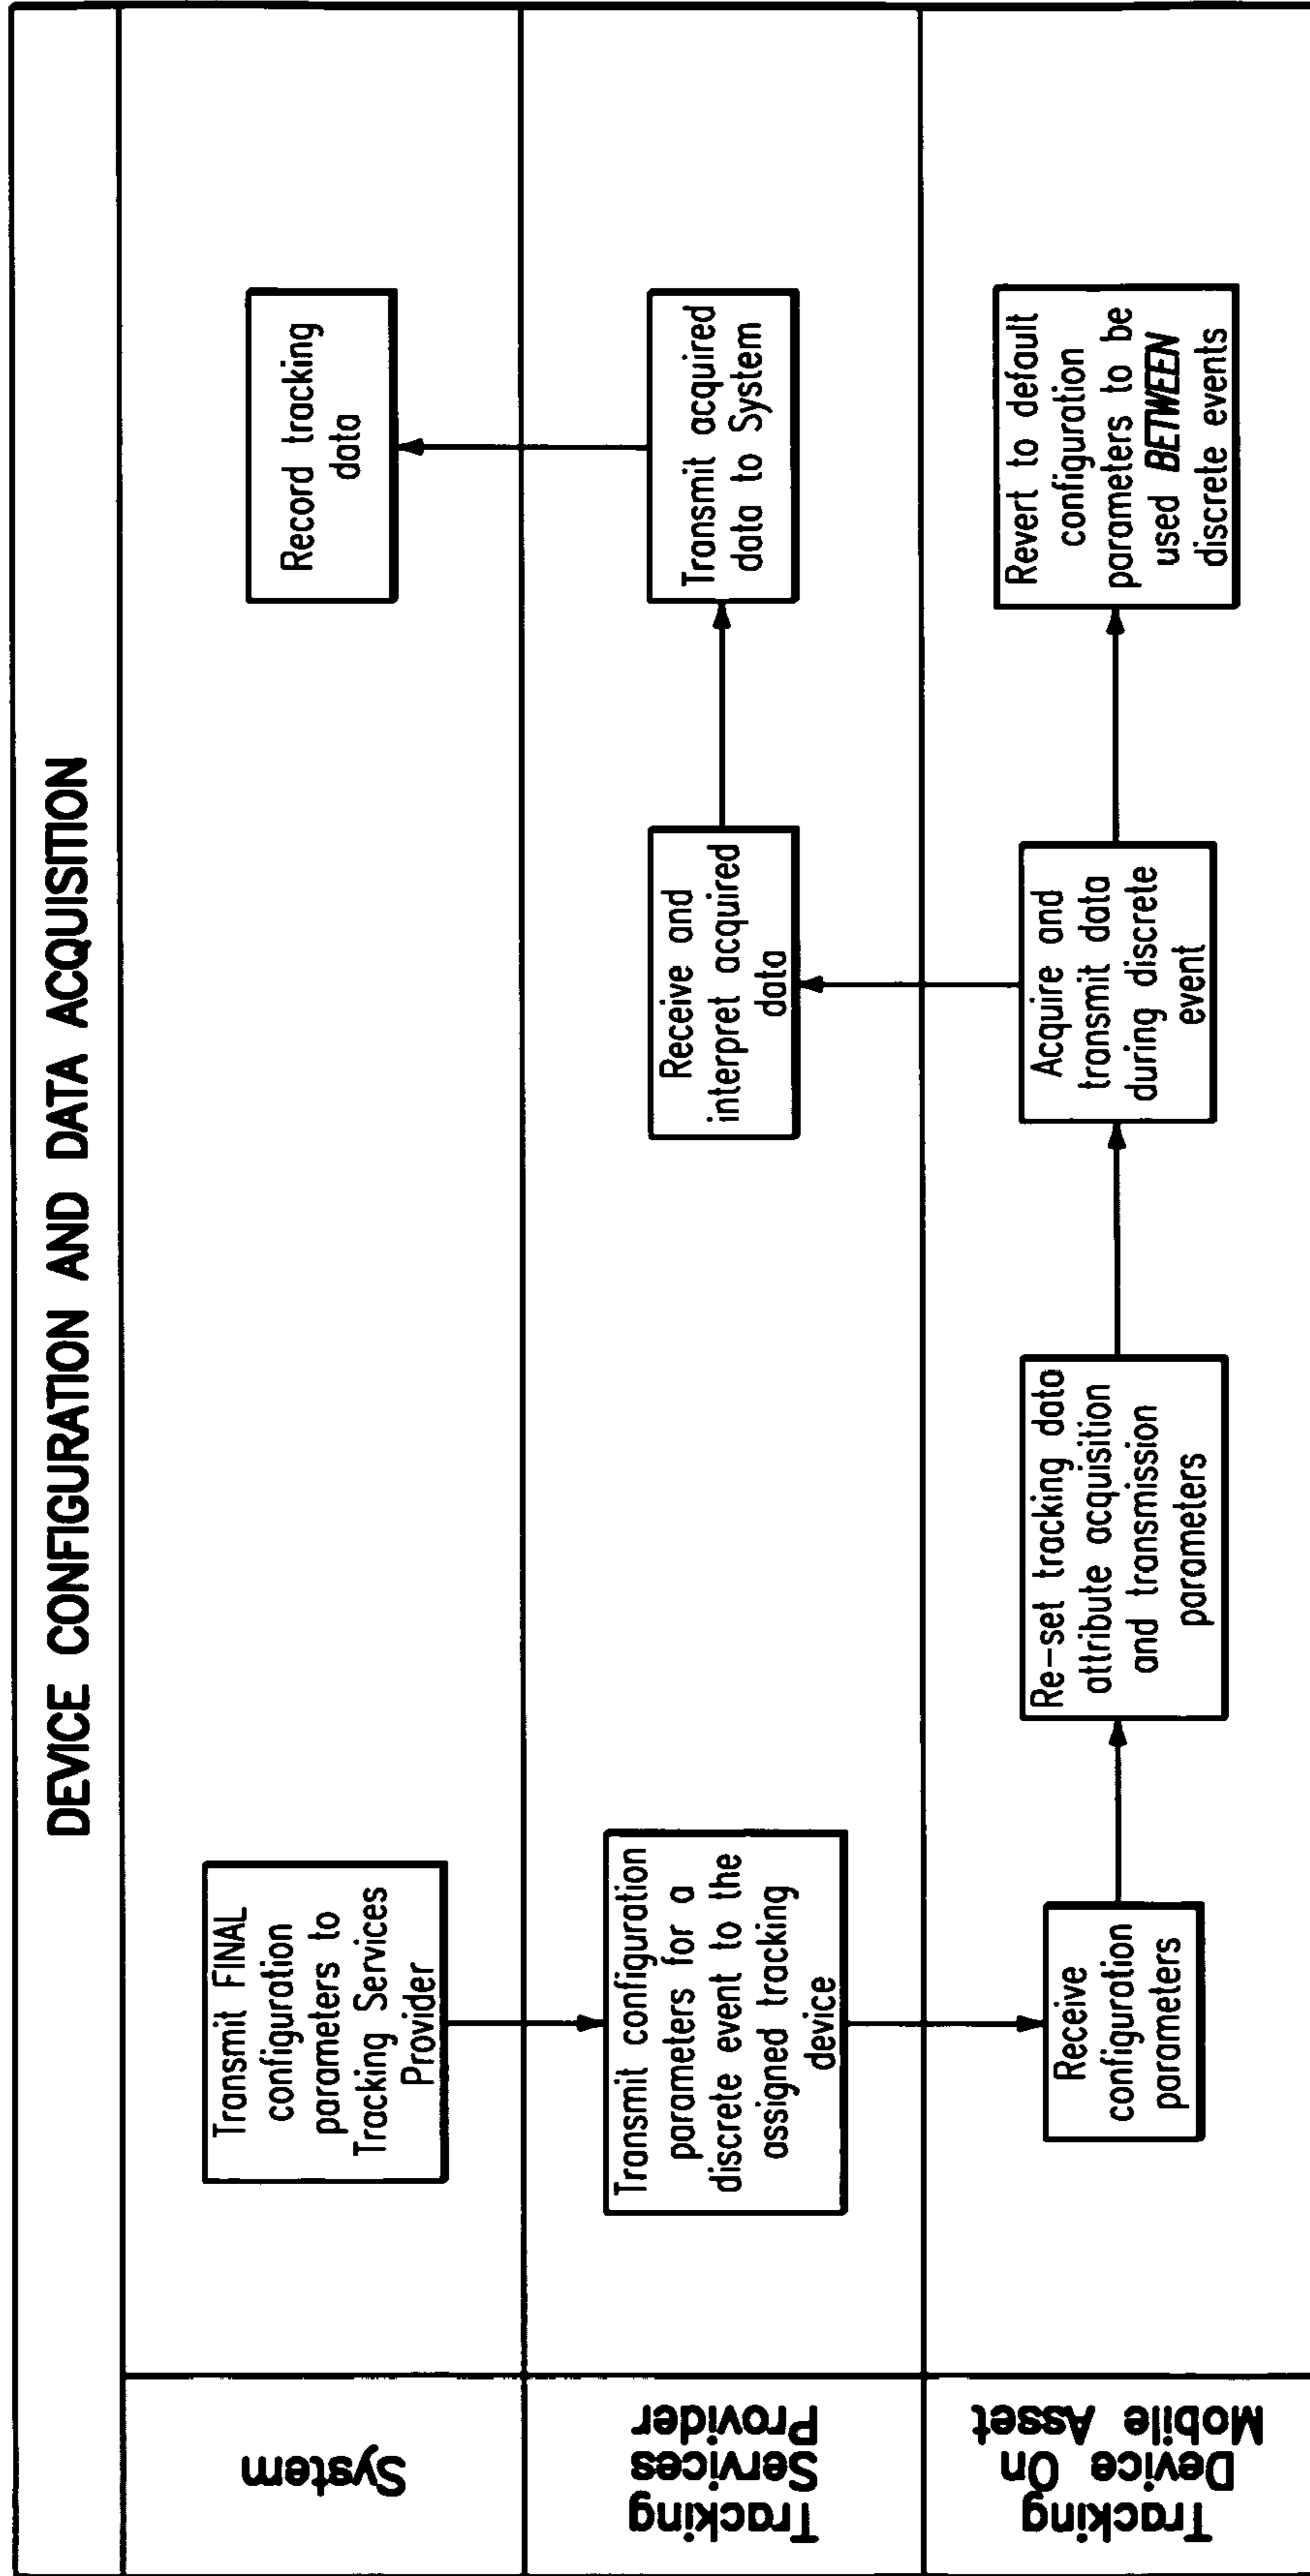 DEVICE CONFIGURATION AND DATA ACQUISITION
System
Transmit FINAL
configuration
parameters to
Tracking Services
Provider
Record tracking
data
Tracking
Services
Provider
Transmit configuration
parameters for a
discrete event to the
assigned tracking
device
Receive and
interpret acquired
data
Transmit acquired
data to System
Tracking
Device On
Mobile Asset
Receive
configuration
parameters
Re-set tracking data
attribute acquisition
and transmission
parameters
Acquire and
transmit data
during discrete
event
Revert to default
configuration
parameters to be
used BETWEEN
discrete events